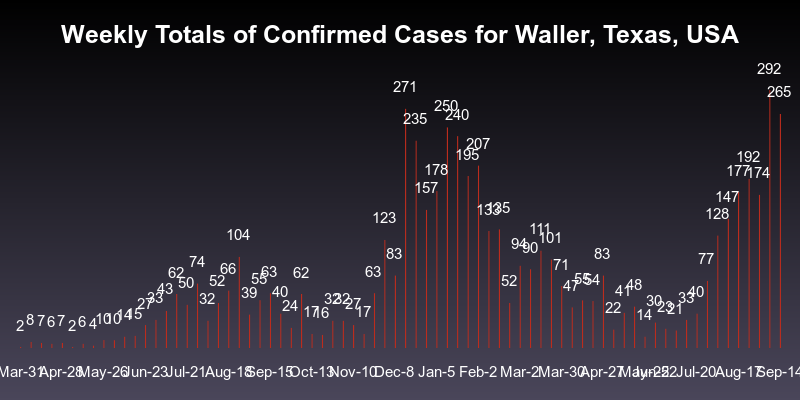 Weekly Totals of Confirmed Cases for Waller, Texas, USA
2 8 7 6 7 2 6 4 10 10 14 15 27 33 43 62 50 74 32 52 66 104 39 55 63 40 24 62 17 16 32 32 27 17 63 123 83 271 235 157 178 250 240 195 207 133 135 52 94 90 111 101 71 47 55 54 83 22 41 48 14 30 23 21 33 40 77 128 147 177 192 174 292 265
Mar-31 Apr-28 May-26 Jun-23 Jul-21 Aug-18 Sep-15 Oct-13 Nov-10 Dec-8 Jan-5 Feb-2 Mar-2 Mar-30 Apr-27 Jul-20 Aug-17 Sep-14